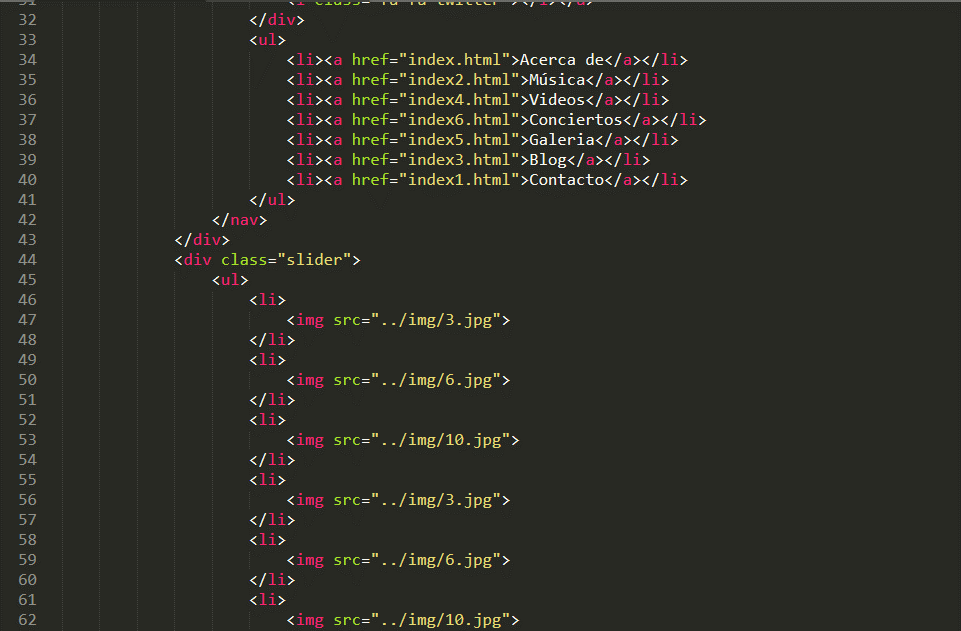 31 <i class="fa fa-twitter"></i></a>
32 </div>
33 <ul>
34 <li><a href="index.html">Acerca de</a></li>
35 <li><a href="index2.html">Música</a></li>
36 <li><a href="index4.html">Videos</a></li>
37 <li><a href="index6.html">Conciertos</a></li>
38 <li><a href="index5.html">Galeria</a></li>
39 <li><a href="index3.html">Blog</a></li>
40 <li><a href="index1.html">Contacto</a></li>
41 </ul>
42 </nav>
43 </div>
44 <div class="slider">
45 <ul>
46 <li>
47 <img src="../img/3.jpg">
48 </li>
49 <li>
50 <img src="../img/6.jpg">
51 </li>
52 <li>
53 <img src="../img/10.jpg">
54 </li>
55 <li>
56 <img src="../img/3.jpg">
57 </li>
58 <li>
59 <img src="../img/6.jpg">
60 </li>
61 <li>
62 <img src="../img/10.jpg">